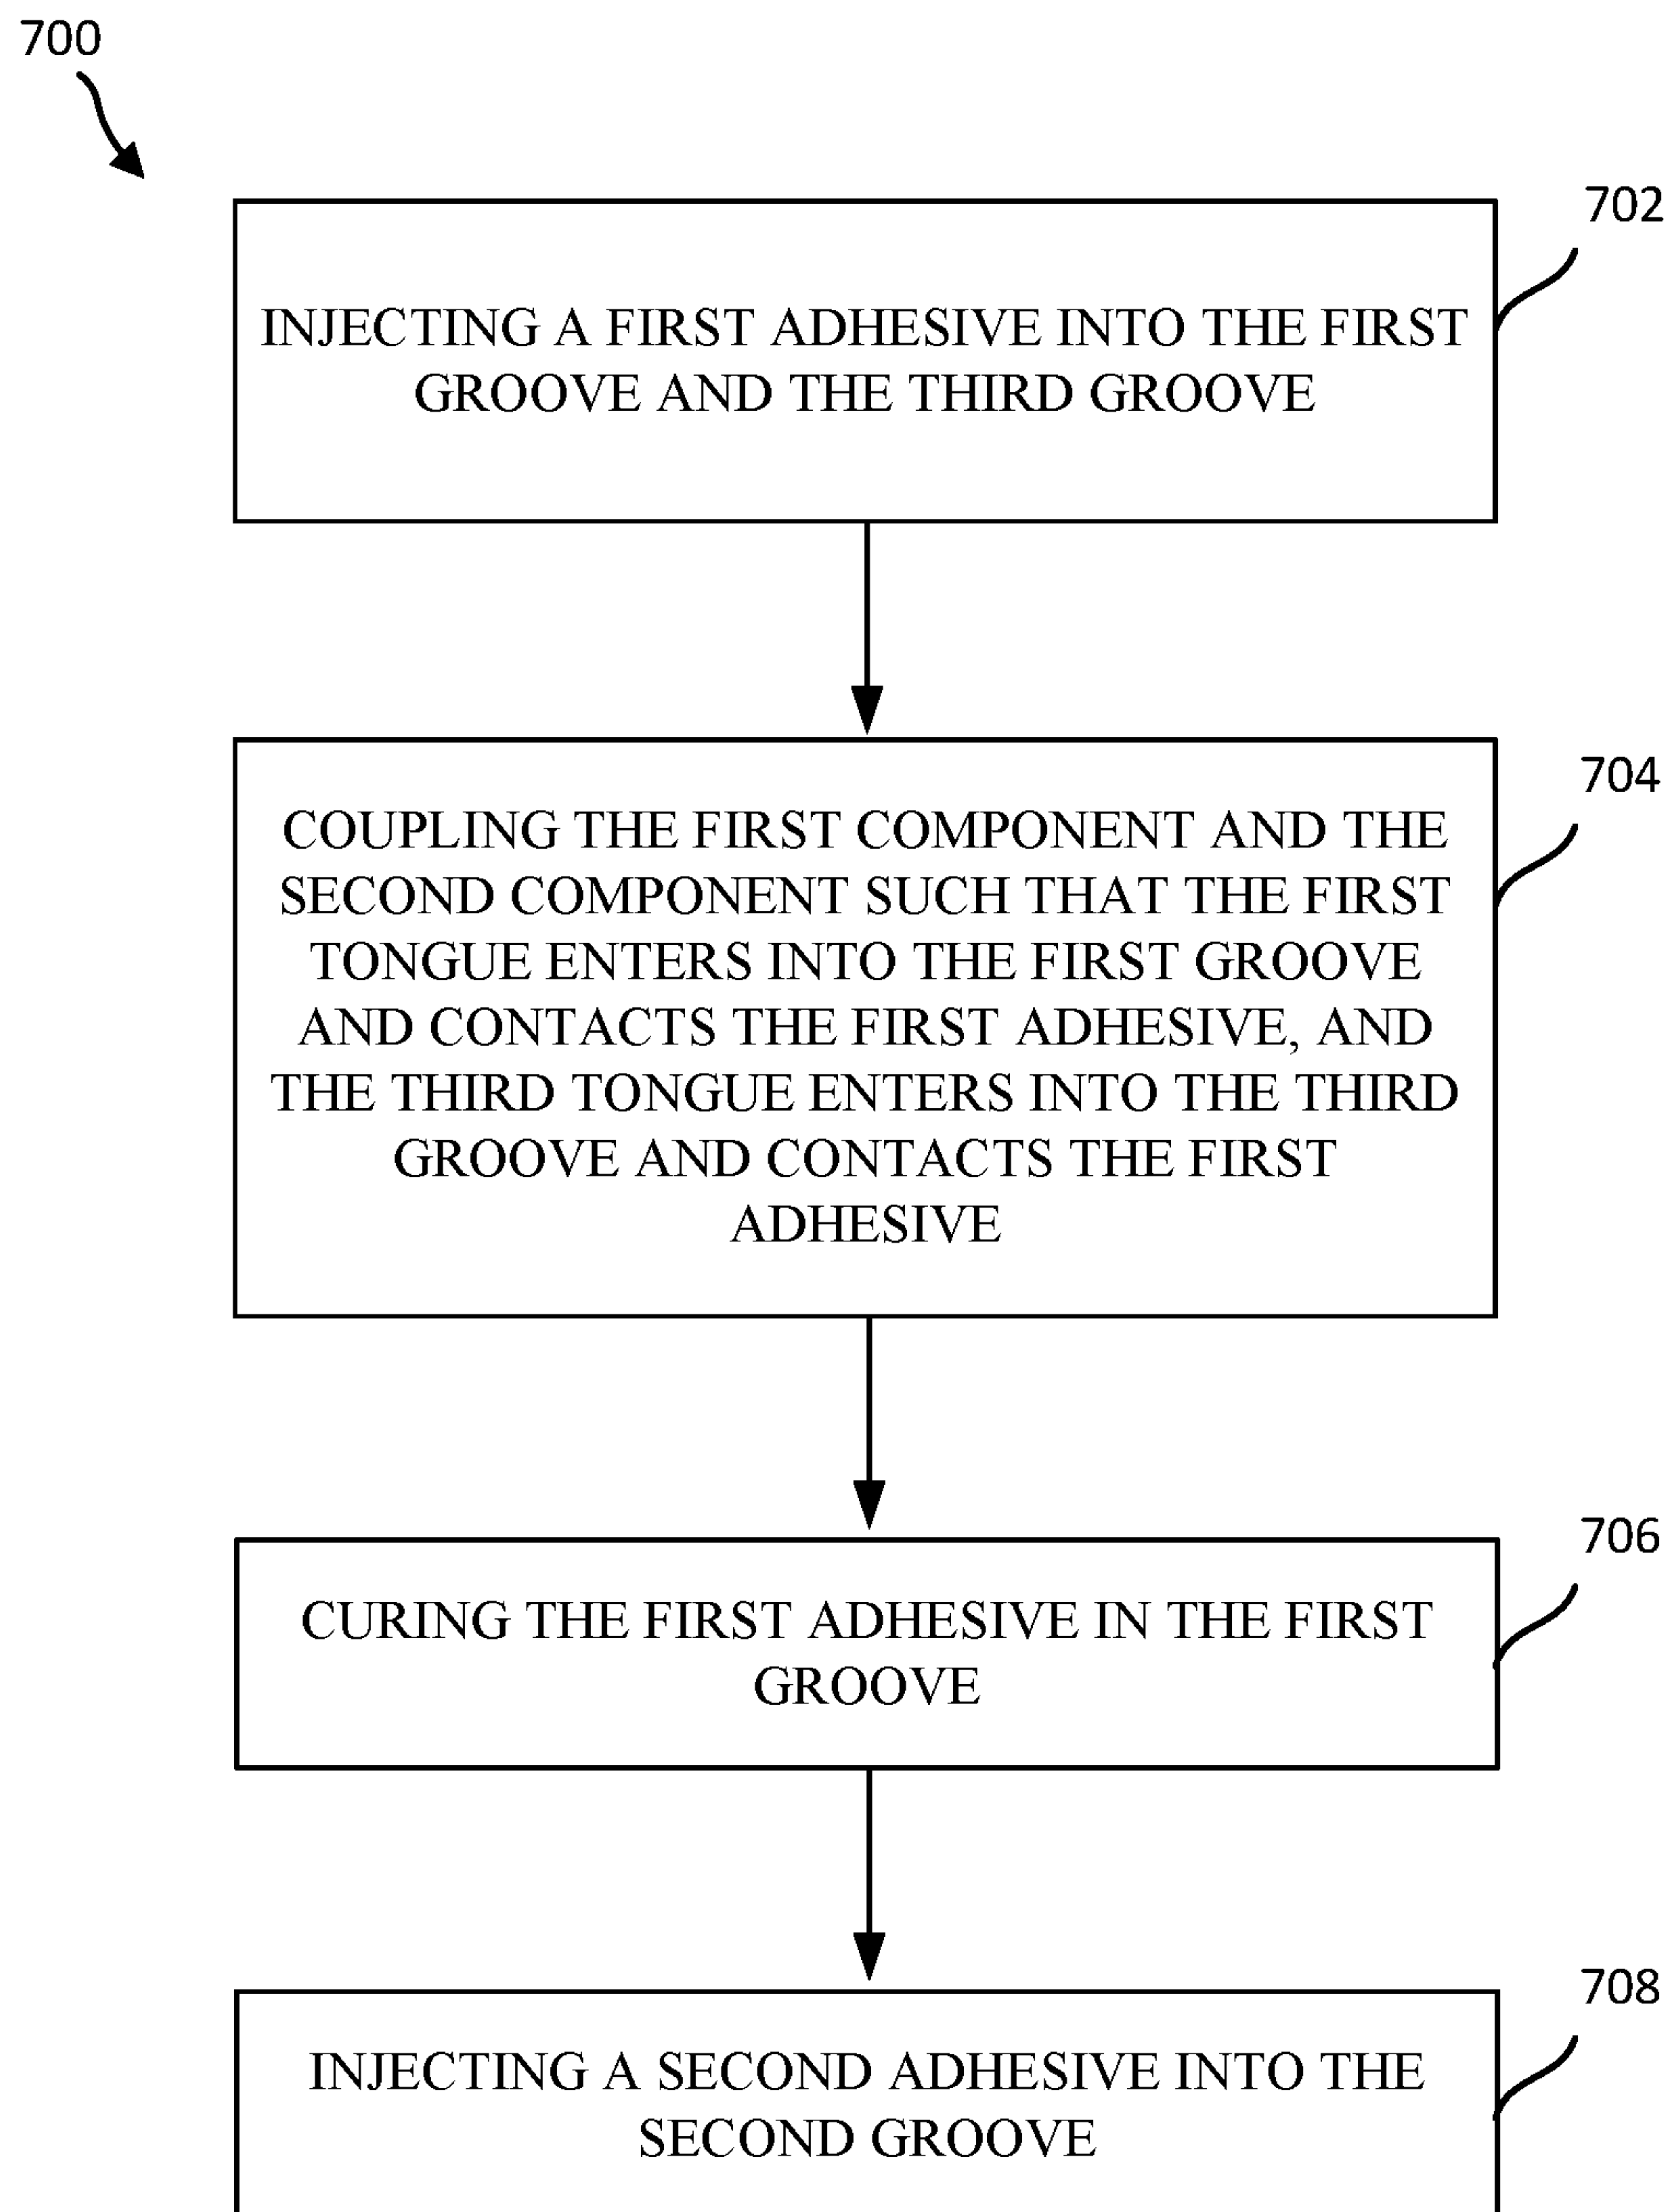 700
702
INJECTING A FIRST ADHESIVE INTO THE FIRST
GROOVE AND THE THIRD GROOVE
704
COUPLING THE FIRST COMPONENT AND THE
SECOND COMPONENT SUCH THAT THE FIRST
TONGUE ENTERS INTO THE FIRST GROOVE
AND CONTACTS THE FIRST ADHESIVE, AND
THE THIRD TONGUE ENTERS INTO THE THIRD
GROOVE AND CONTACTS THE FIRST
ADHESIVE
706
CURING THE FIRST ADHESIVE IN THE FIRST
GROOVE
708
INJECTING A SECOND ADHESIVE INTO THE
SECOND GROOVE